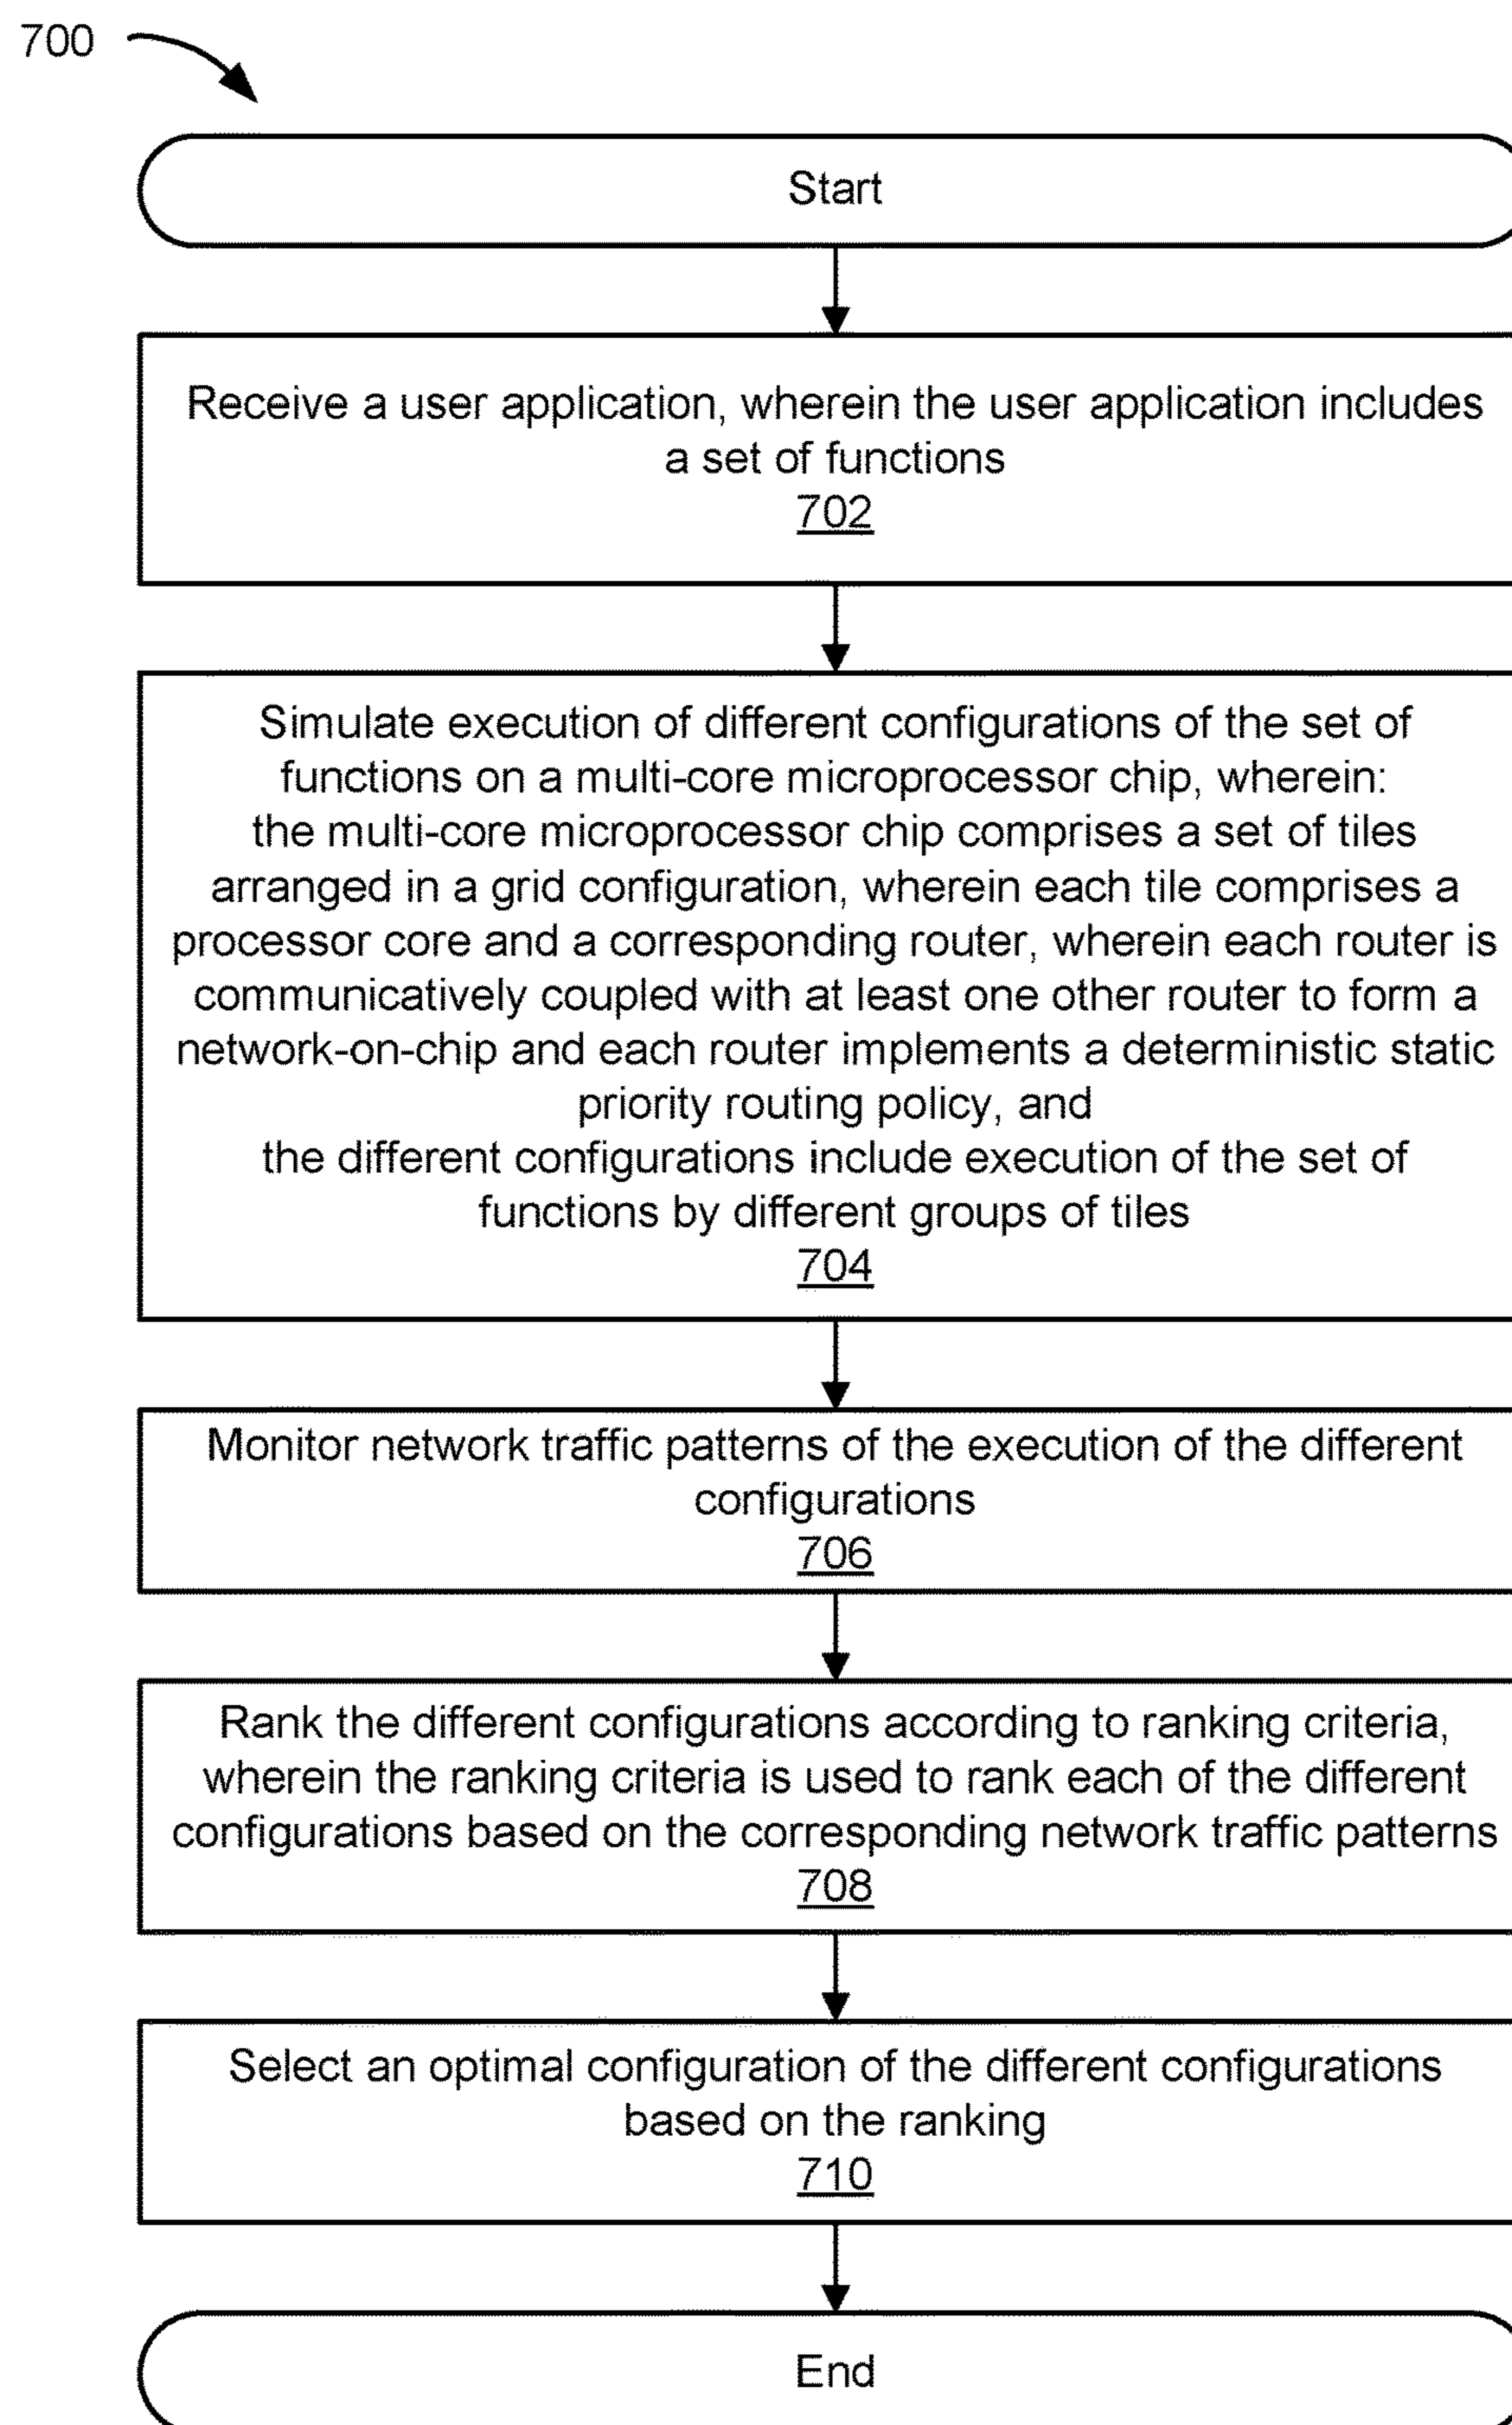 700
Start
Receive a user application, wherein the user application includes
a set of functions
702
Simulate execution of different configurations of the set of
functions on a multi-core microprocessor chip, wherein:
the multi-core microprocessor chip comprises a set of tiles
arranged in a grid configuration, wherein each tile comprises a
processor core and a corresponding router, wherein each router is
communicatively coupled with at least one other router to form a
network-on-chip and each router implements a deterministic static
priority routing policy, and
the different configurations include execution of the set of
functions by different groups of tiles
704
Monitor network traffic patterns of the execution of the different
configurations
706
Rank the different configurations according to ranking criteria,
wherein the ranking criteria is used to rank each of the different
configurations based on the corresponding network traffic patterns
708
Select an optimal configuration of the different configurations
based on the ranking
710
End